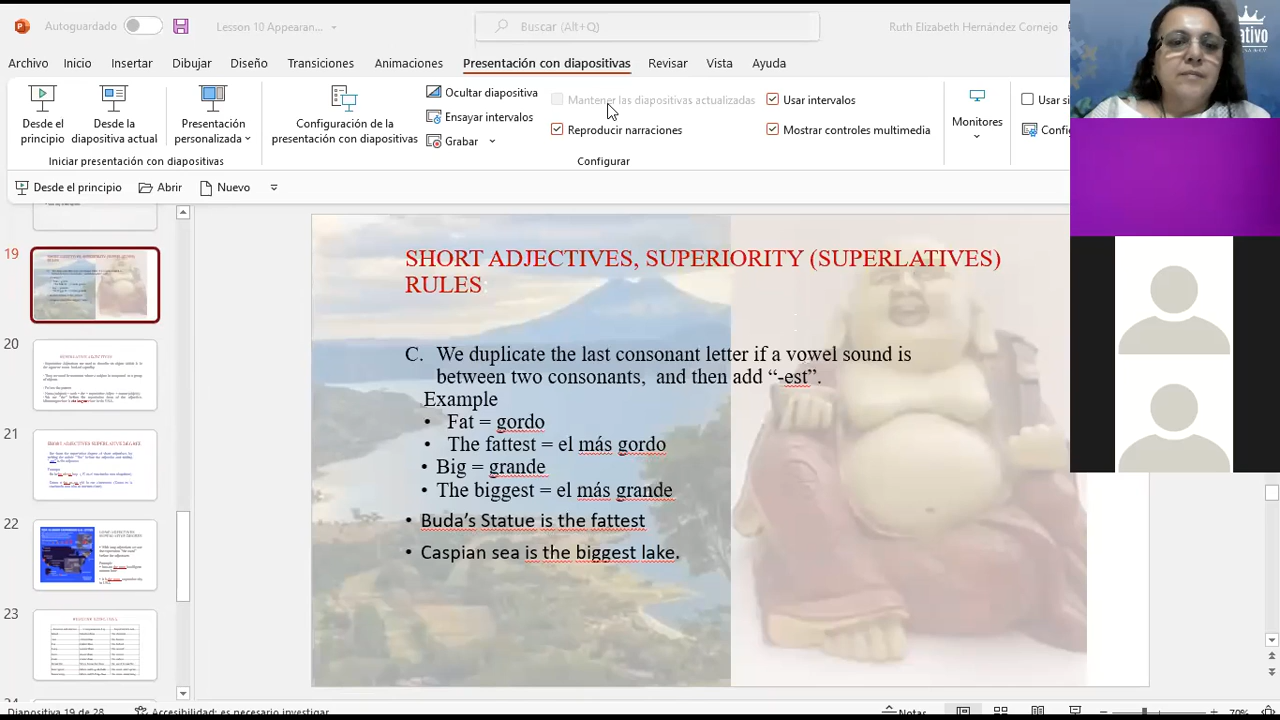 Autoguardado
Lesson 10 Appearan...
Buscar (Alt+Q)
Ruth Elizabeth Hernández Cornejo
ativo
Archivo Inicio Insertar Dibujar Diseño Transiciones Animaciones Presentación con diapositivas Revisar Vista Ayuda
Desde el principio
Desde la diapositiva actual
Presentación personalizada
Iniciar presentación con diapositivas
Configuración de la presentación con diapositivas
Ocultar diapositiva
Ensayar intervalos
Grabar
Mantener las diapositivas actualizadas
Reproducir narraciones
Usar intervalos
Mostrar controles multimedia
Configurar
Monitores
Desde el principio Abrir Nuevo
19
20
21
22
23
SHORT ADJECTIVES, SUPERIORITY (SUPERLATIVES)
RULES
C. We duplicate the last consonant letter if a vowel sound is
between two consonants, and then add “-est”.
Example
• Fat = gordo
• The fattest = el más gordo
• Big = grande
• The biggest = el más grande
• Buda’s Statue is the fattest
• Caspian sea is the biggest lake.
Diapositiva 19 de 28
Accesibilidad: es necesario investigar
Notas
70%